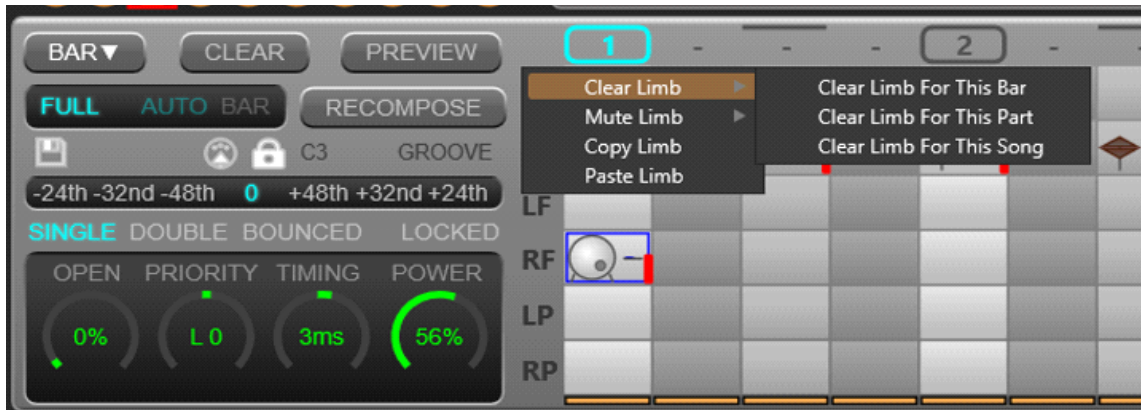 BAR▼ CLEAR PREVIEW
1 - - - 2 -
FULL AUTO BAR RECOMPOSE
C3 GROOVE
-24th -32nd -48th 0 +48th +32nd +24th
SINGLE DOUBLE BOUNCED LOCKED
OPEN PRIORITY TIMING POWER
0% L 0 3ms 56%
Clear Limb
Mute Limb
Copy Limb
Paste Limb
Clear Limb For This Bar
Clear Limb For This Part
Clear Limb For This Song
LF
RF
LP
RP